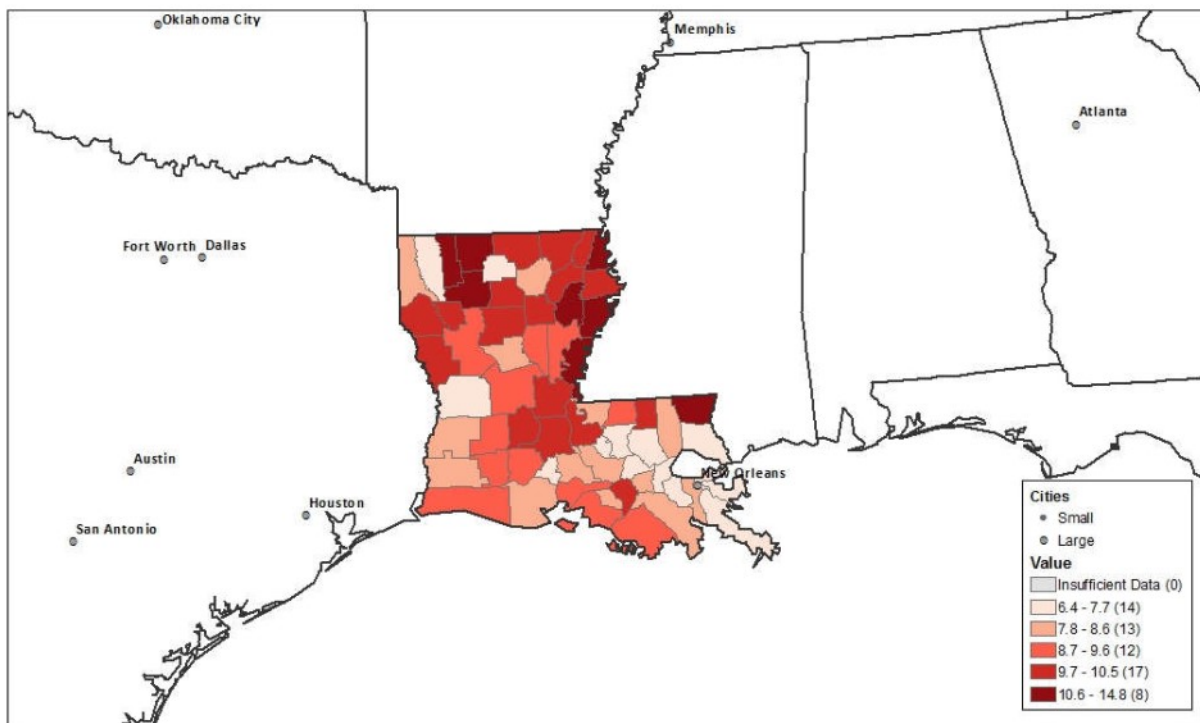 Oklahoma City
Memphis
Atlanta
Fort Worth
Dallas
Austin
New Orleans
Houston
San Antonio
Cities
Small
Large
Value
Insufficient Data (0)
6.4 - 7.7 (14)
7.8 - 8.6 (13)
8.7 - 9.6 (12)
9.7 - 10.5 (17)
10.6 - 14.8 (8)